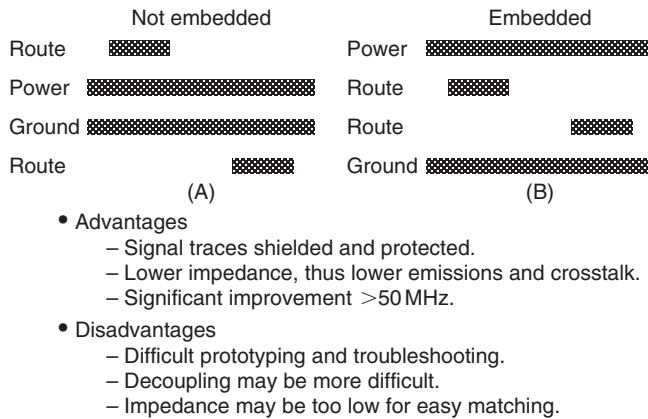 Not embedded
Embedded
Route
Power
Ground
Route
(A)
Power
Route
Route
Ground
(B)
• Advantages
– Signal traces shielded and protected.
– Lower impedance, thus lower emissions and crosstalk.
– Significant improvement >50 MHz.
• Disadvantages
– Difficult prototyping and troubleshooting.
– Decoupling may be more difficult.
– Impedance may be too low for easy matching.